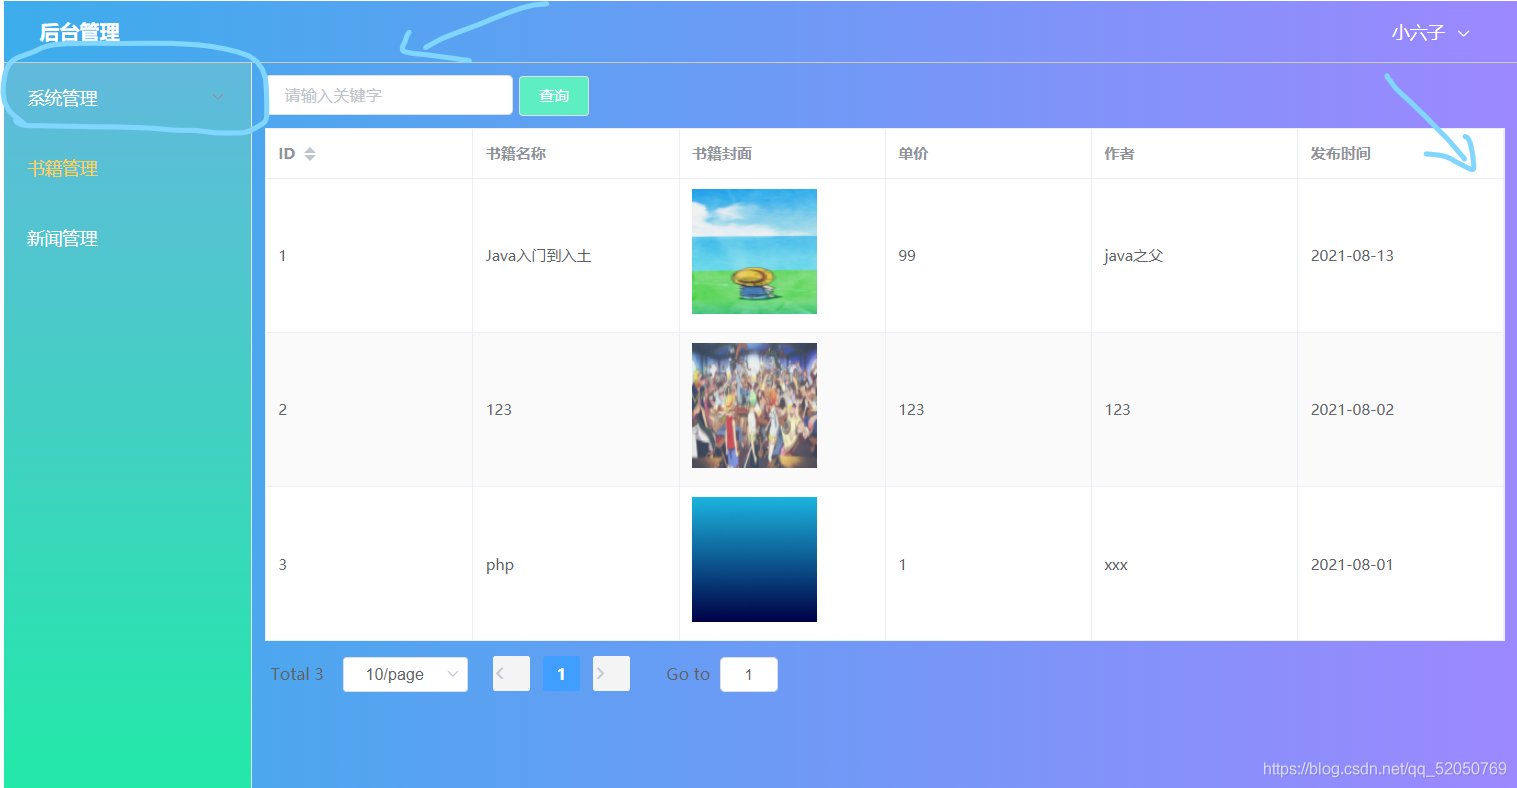 后台管理
小六子
系统管理
请输入关键字
查询
书籍管理
新闻管理
ID 书籍名称 书籍封面 单价 作者 发布时间
1 Java入门到入土 99 java之父 2021-08-13
2 123 123 123 2021-08-02
3 php 1 xxx 2021-08-01
Total 3 10/page 1 Go to 1
https://blog.csdn.net/qq_52050769